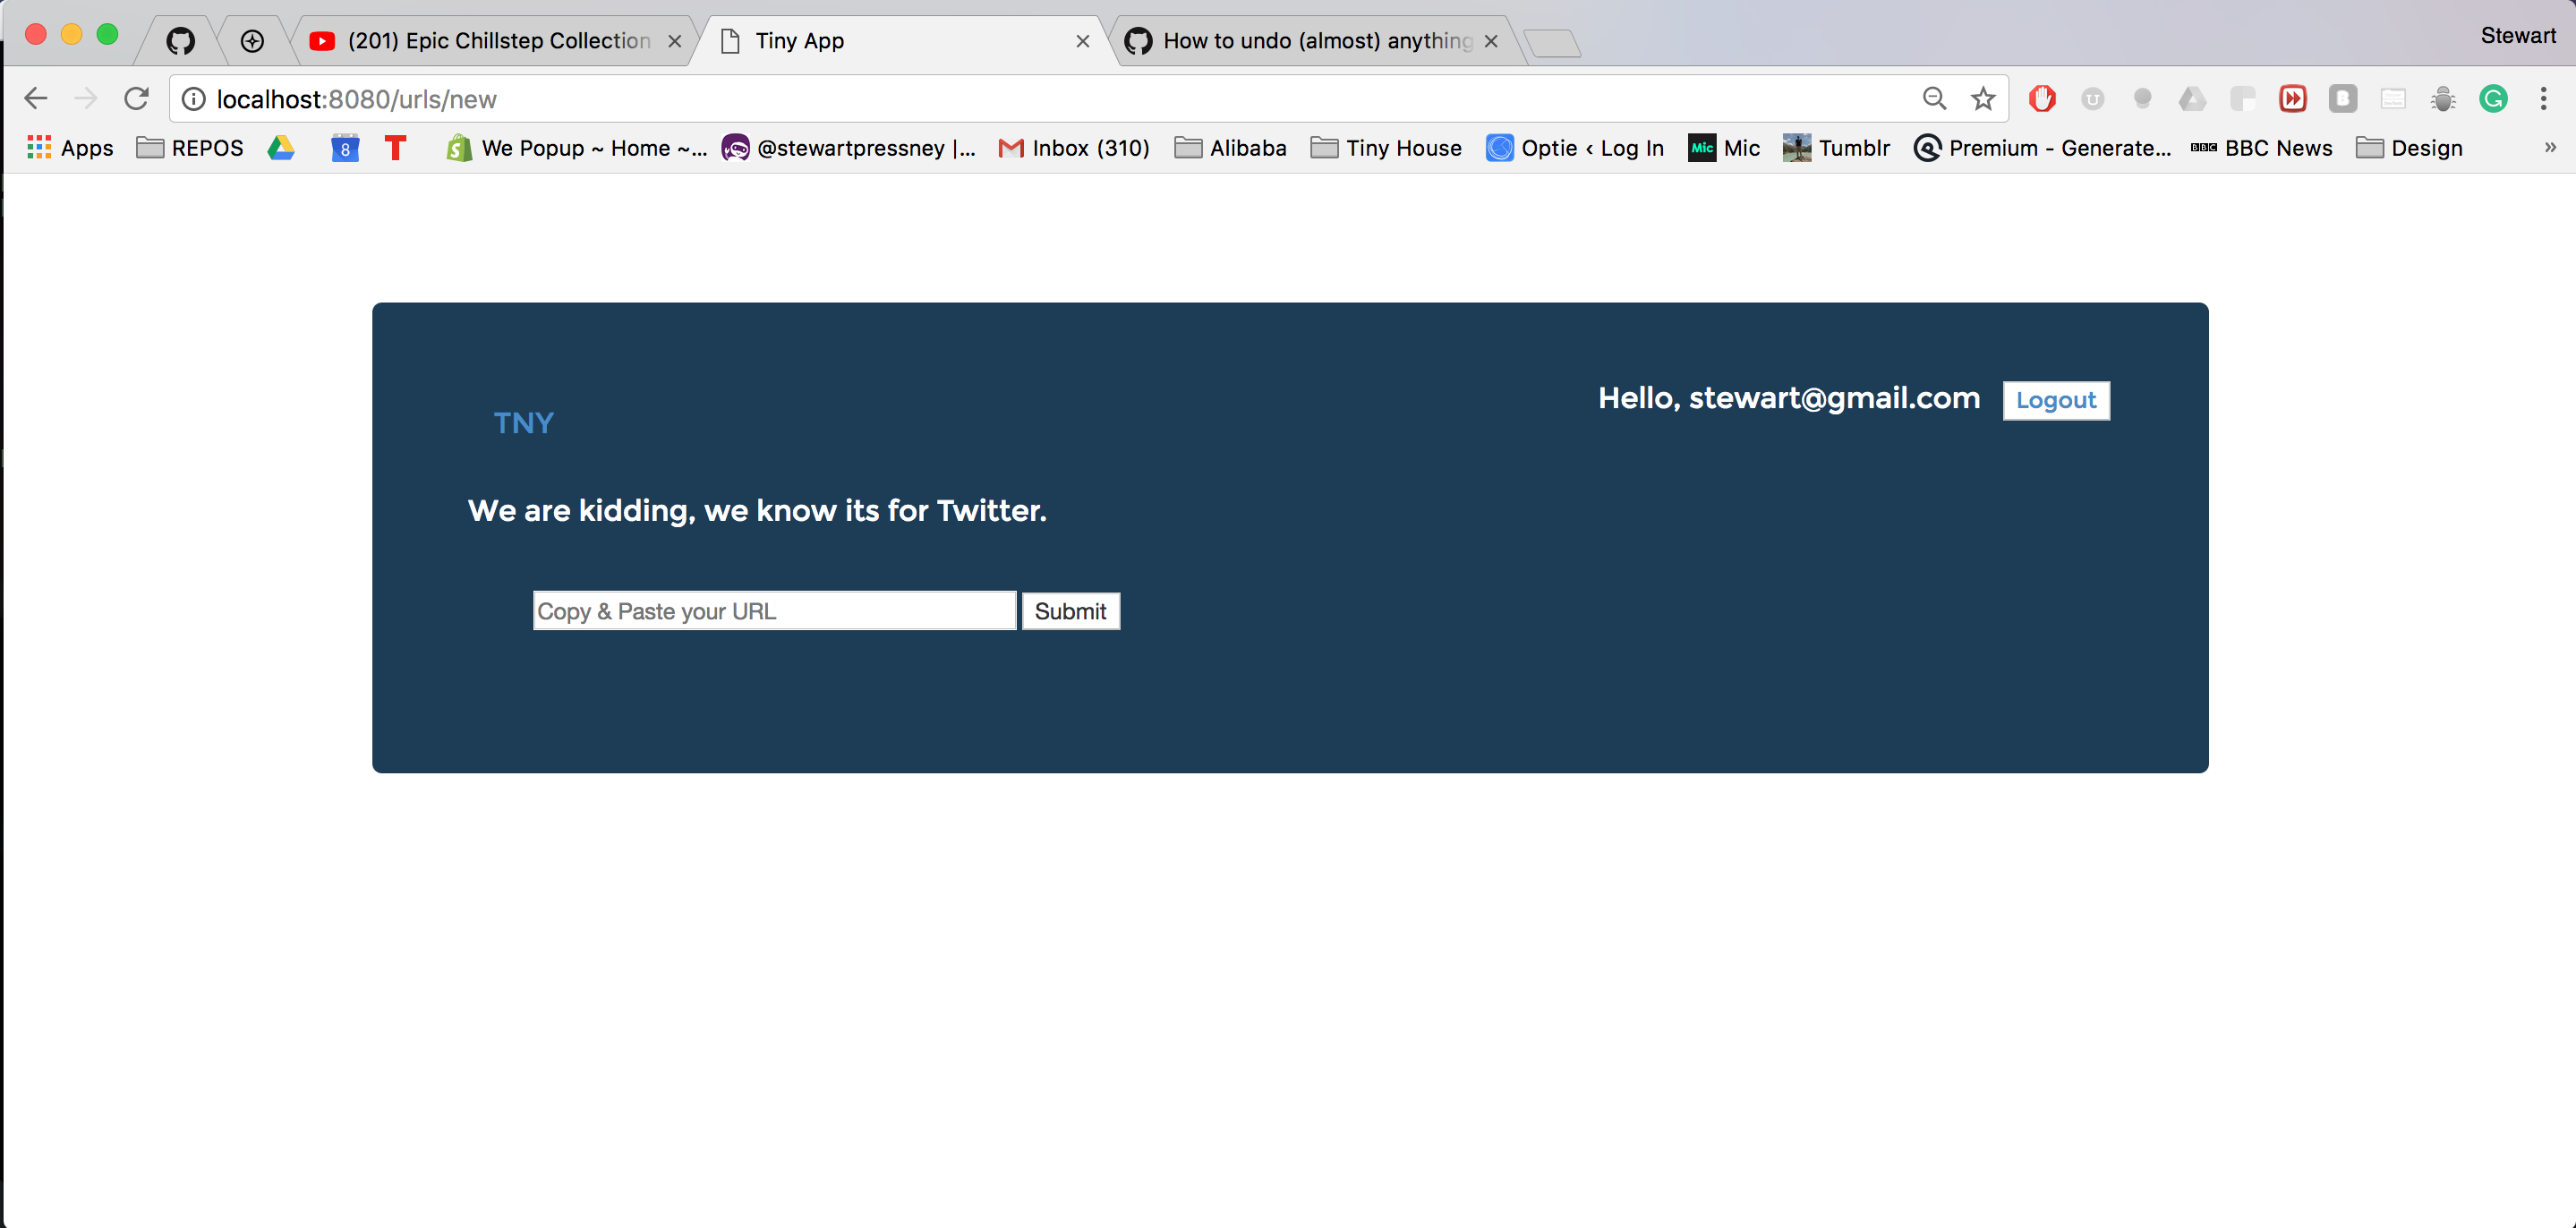 (201) Epic Chillstep Collection
Tiny App
How to undo (almost) anything
Stewart
localhost:8080/urls/new
Apps
REPOS
8
T
We Popup ~ Home ~...
@stewartpressney |...
Inbox (310)
Alibaba
Tiny House
Optie ‹ Log In
Mic
Mic
Tumblr
Premium - Generate...
BBC
BBC News
Design
»
Hello, stewart@gmail.com
Logout
TNY
We are kidding, we know its for Twitter.
Copy & Paste your URL
Submit